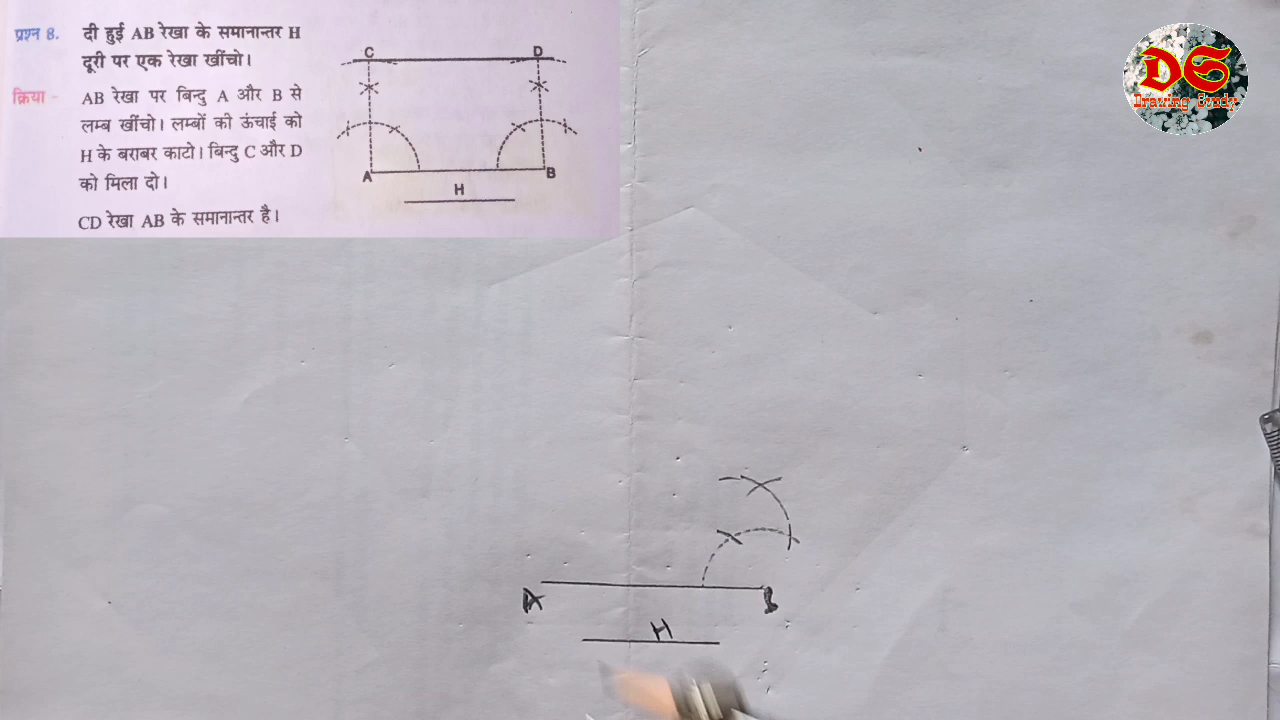 प्रश्न 8. दी हुई AB रेखा के समानान्तर H
दूरी पर एक रेखा खींचो।
क्रिया - AB रेखा पर बिन्दु A और B से
लम्ब खींचो। लम्बों की ऊंचाई को
H के बराबर काटो। बिन्दु C और D
को मिला दो।
CD रेखा AB के समानान्तर है।
C D
A B
H
DS
Drawing Study
A B
H